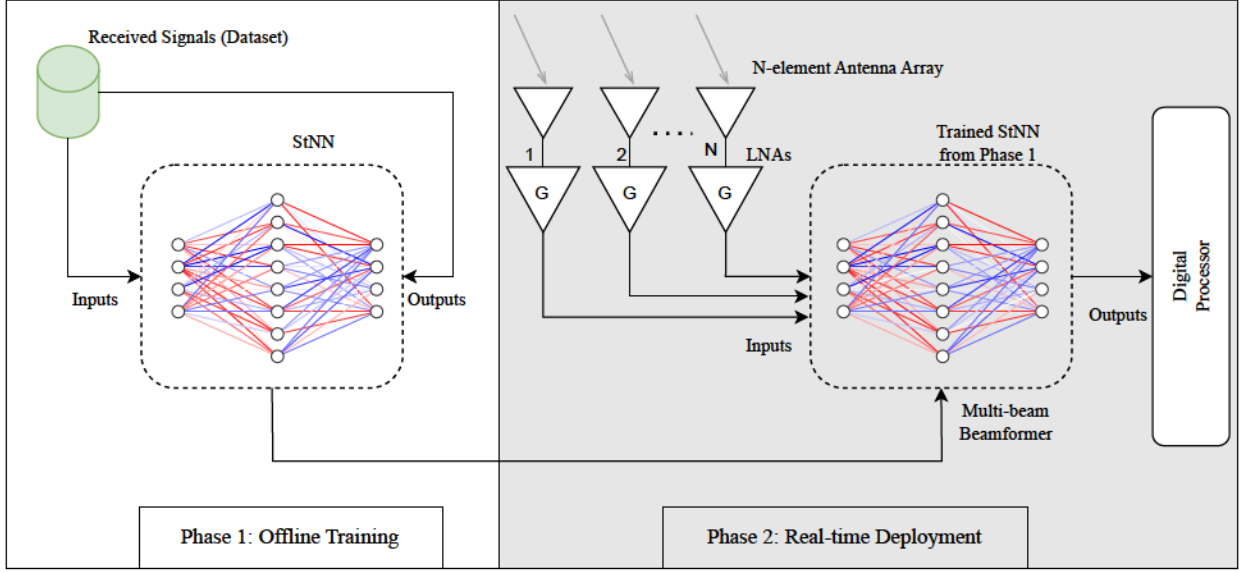 Received Signals (Dataset)
StNN
Inputs
Outputs
Phase 1: Offline Training
N-element Antenna Array
1
2
....
N
LNAs
G
G
G
Inputs
Trained StNN
from Phase 1
Multi-beam
Beamformer
Outputs
Digital
Processor
Phase 2: Real-time Deployment